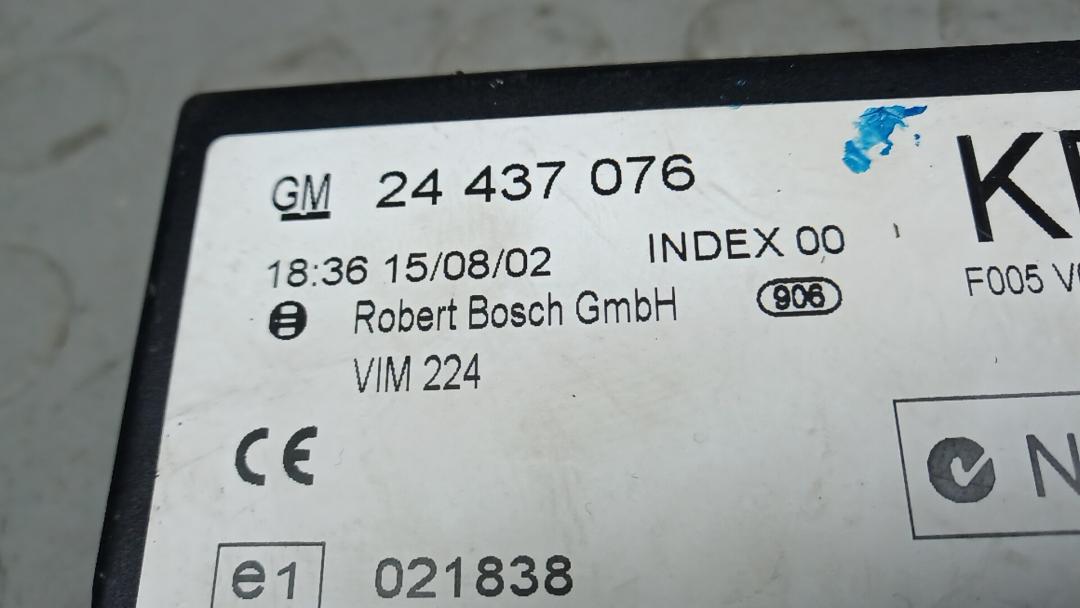 GM 24 437 076
18:36 15/08/02 INDEX 00
Robert Bosch GmbH 906
VIM 224
F005
CE
e1 021838